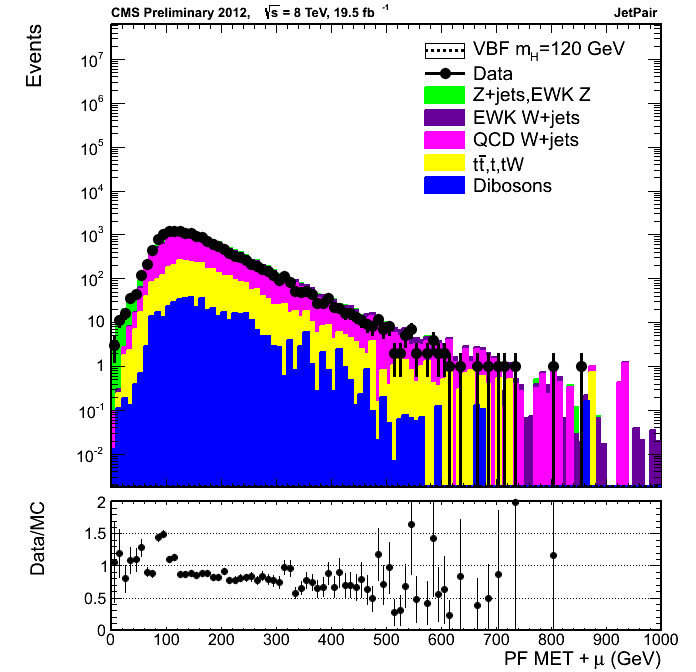 CMS Preliminary 2012, √s = 8 TeV, 19.5 fb⁻¹ JetPair
Events
10⁷
10⁶
10⁵
10⁴
10³
10²
10
1
10⁻¹
10⁻²
VBF m_H=120 GeV
Data
Z+jets,EWK Z
EWK W+jets
QCD W+jets
tt̄,t,tW
Dibosons
Data/MC
2
1.5
1
0.5
0
0 100 200 300 400 500 600 700 800 900 1000
PF MET + μ (GeV)